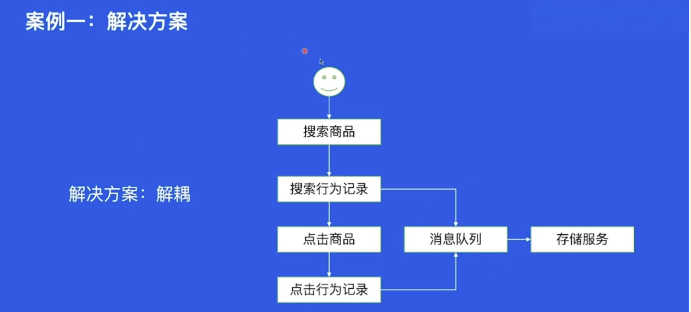 案例一：解决方案
搜索商品
搜索行为记录
解决方案：解耦
点击商品
消息队列
存储服务
点击行为记录